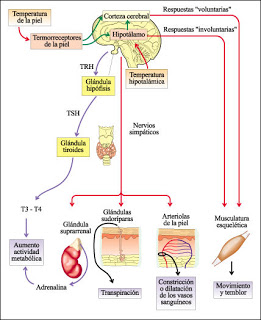 Temperatura
de la piel
Termorreceptores
de la piel
Corteza cerebral
Hipotálamo
Respuestas "voluntarias"
Respuestas "involuntarias"
TRH
Temperatura
hipotalámica
Glándula
hipófisis
TSH
Nervios
simpáticos
Glándula
tiroides
T3 - T4
Glándula
suprarrenal
Glándulas
sudoríparas
Arteriolas
de la piel
Musculatura
esquelética
Aumento
actividad
metabólica
Adrenalina
Transpiración
Constricción
o dilatación
de los vasos
sanguíneos
Movimiento
y temblor